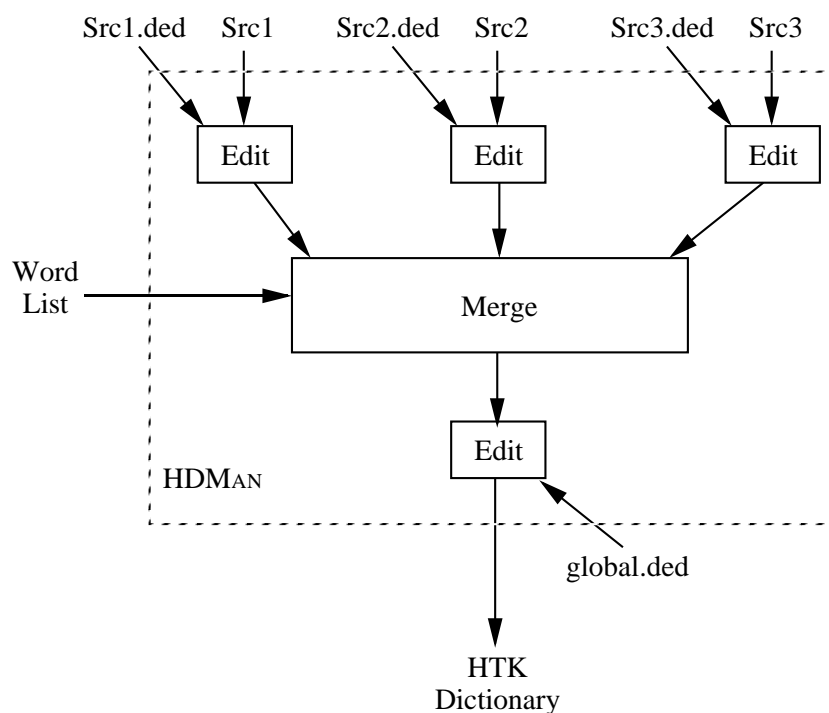 Src1.ded Src1 Src2.ded Src2 Src3.ded Src3
Edit Edit Edit
Word
List
Merge
Edit
HDMAN
global.ded
HTK
Dictionary